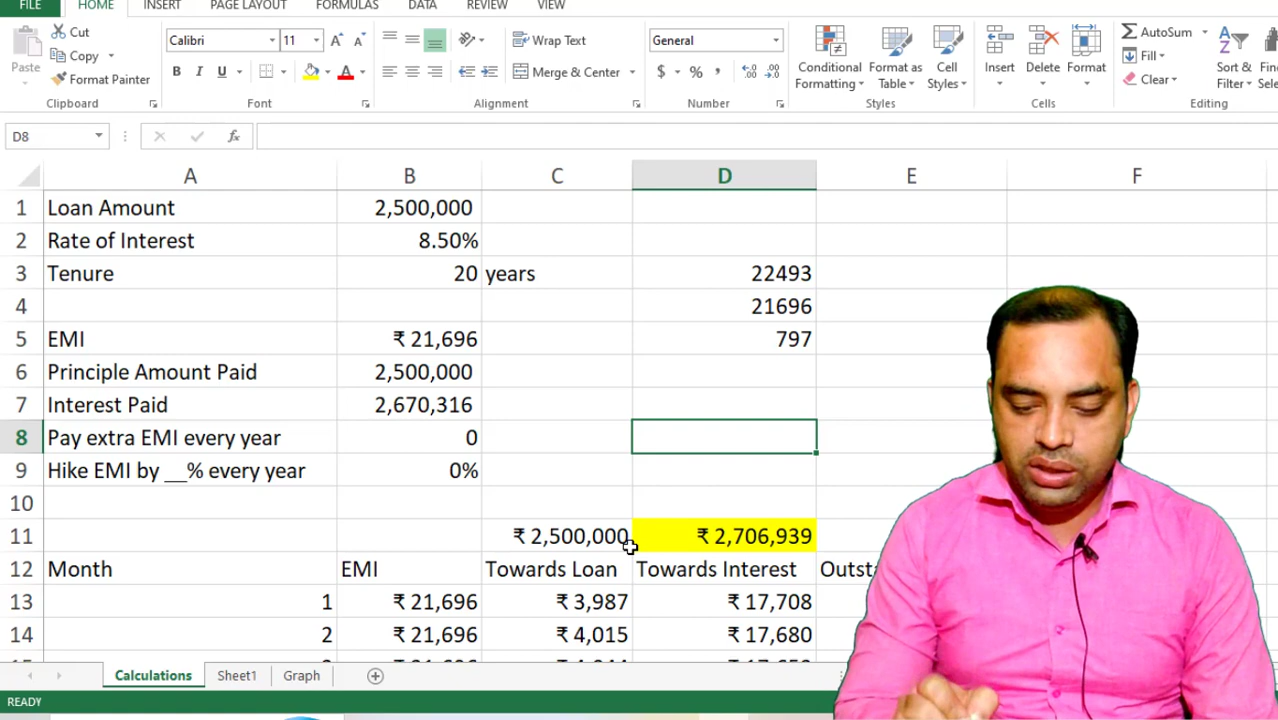 FILE HOME INSERT PAGE LAYOUT FORMULAS DATA REVIEW VIEW
Cut
Copy
Format Painter
Paste
Clipboard
Calibri 11
B I U
Font
Wrap Text
Merge & Center
Alignment
General
$ % ,
Number
Conditional Formatting
Format as Table
Cell Styles
Styles
Insert Delete Format
Cells
AutoSum
Fill
Clear
Sort &
Filter
Editing
D8 fx
A B C D E F
1 Loan Amount 2,500,000
2 Rate of Interest 8.50%
3 Tenure 20 years 22493
4 21696
5 EMI ₹ 21,696 797
6 Principle Amount Paid 2,500,000
7 Interest Paid 2,670,316
8 Pay extra EMI every year 0
9 Hike EMI by __% every year 0%
10
11 ₹ 2,500,000 ₹ 2,706,939
12 Month EMI Towards Loan Towards Interest
13 1 ₹ 21,696 ₹ 3,987 ₹ 17,708
14 2 ₹ 21,696 ₹ 4,015 ₹ 17,680
Calculations Sheet1 Graph
READY